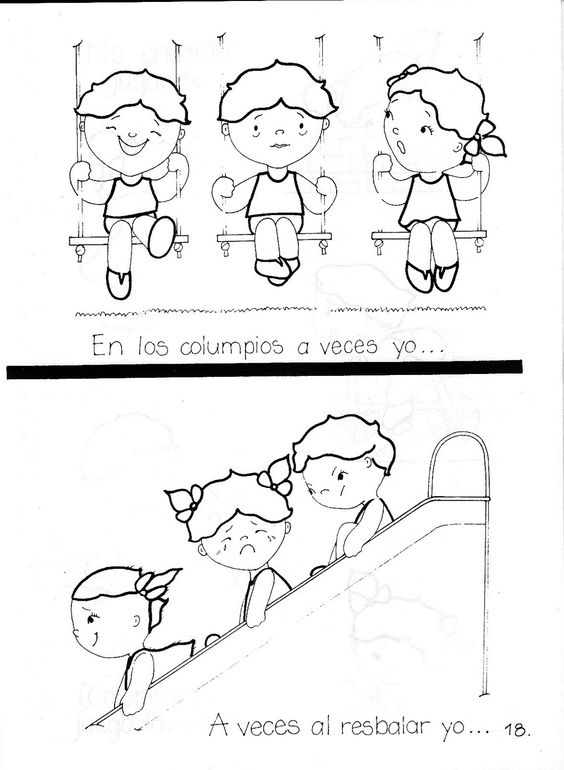 En los columpios a veces yo...
A veces al resbalar yo... 18.